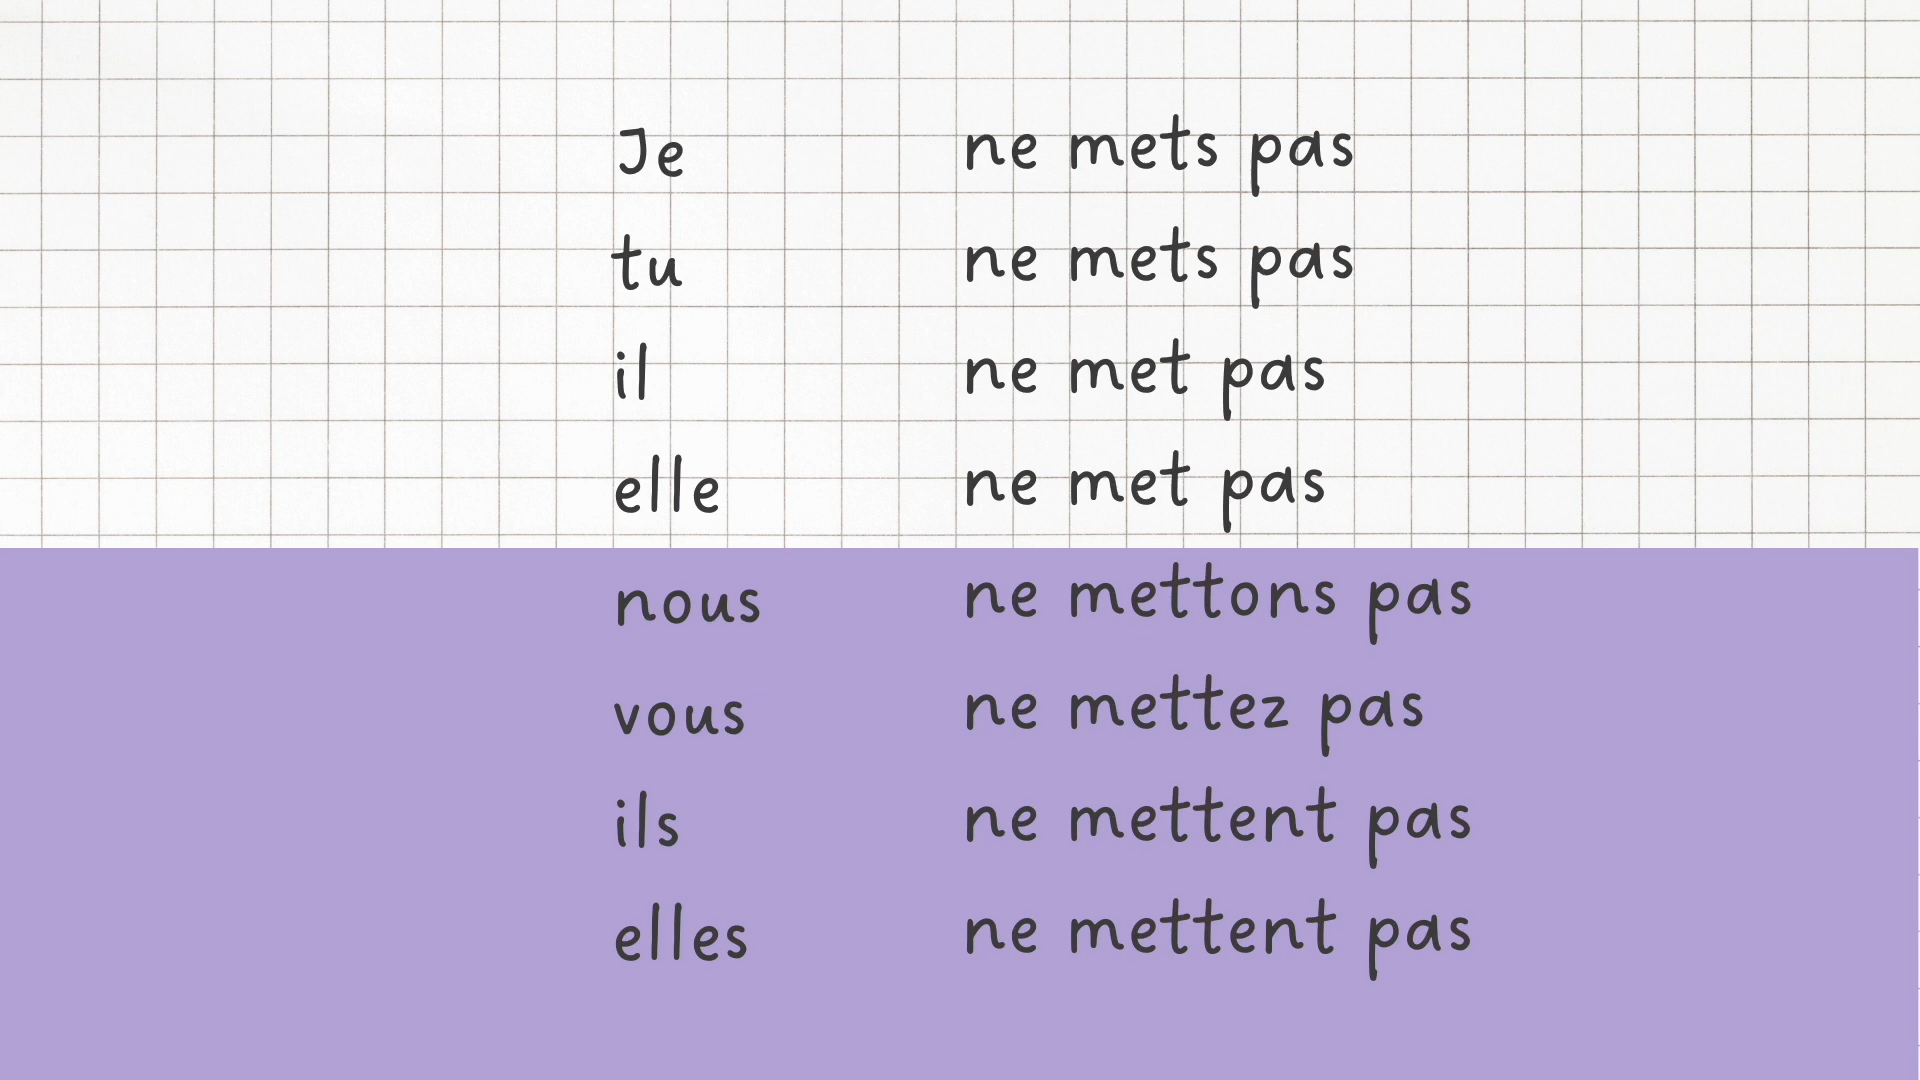 Je ne mets pas
tu ne mets pas
il ne met pas
elle ne met pas
nous ne mettons pas
vous ne mettez pas
ils ne mettent pas
elles ne mettent pas